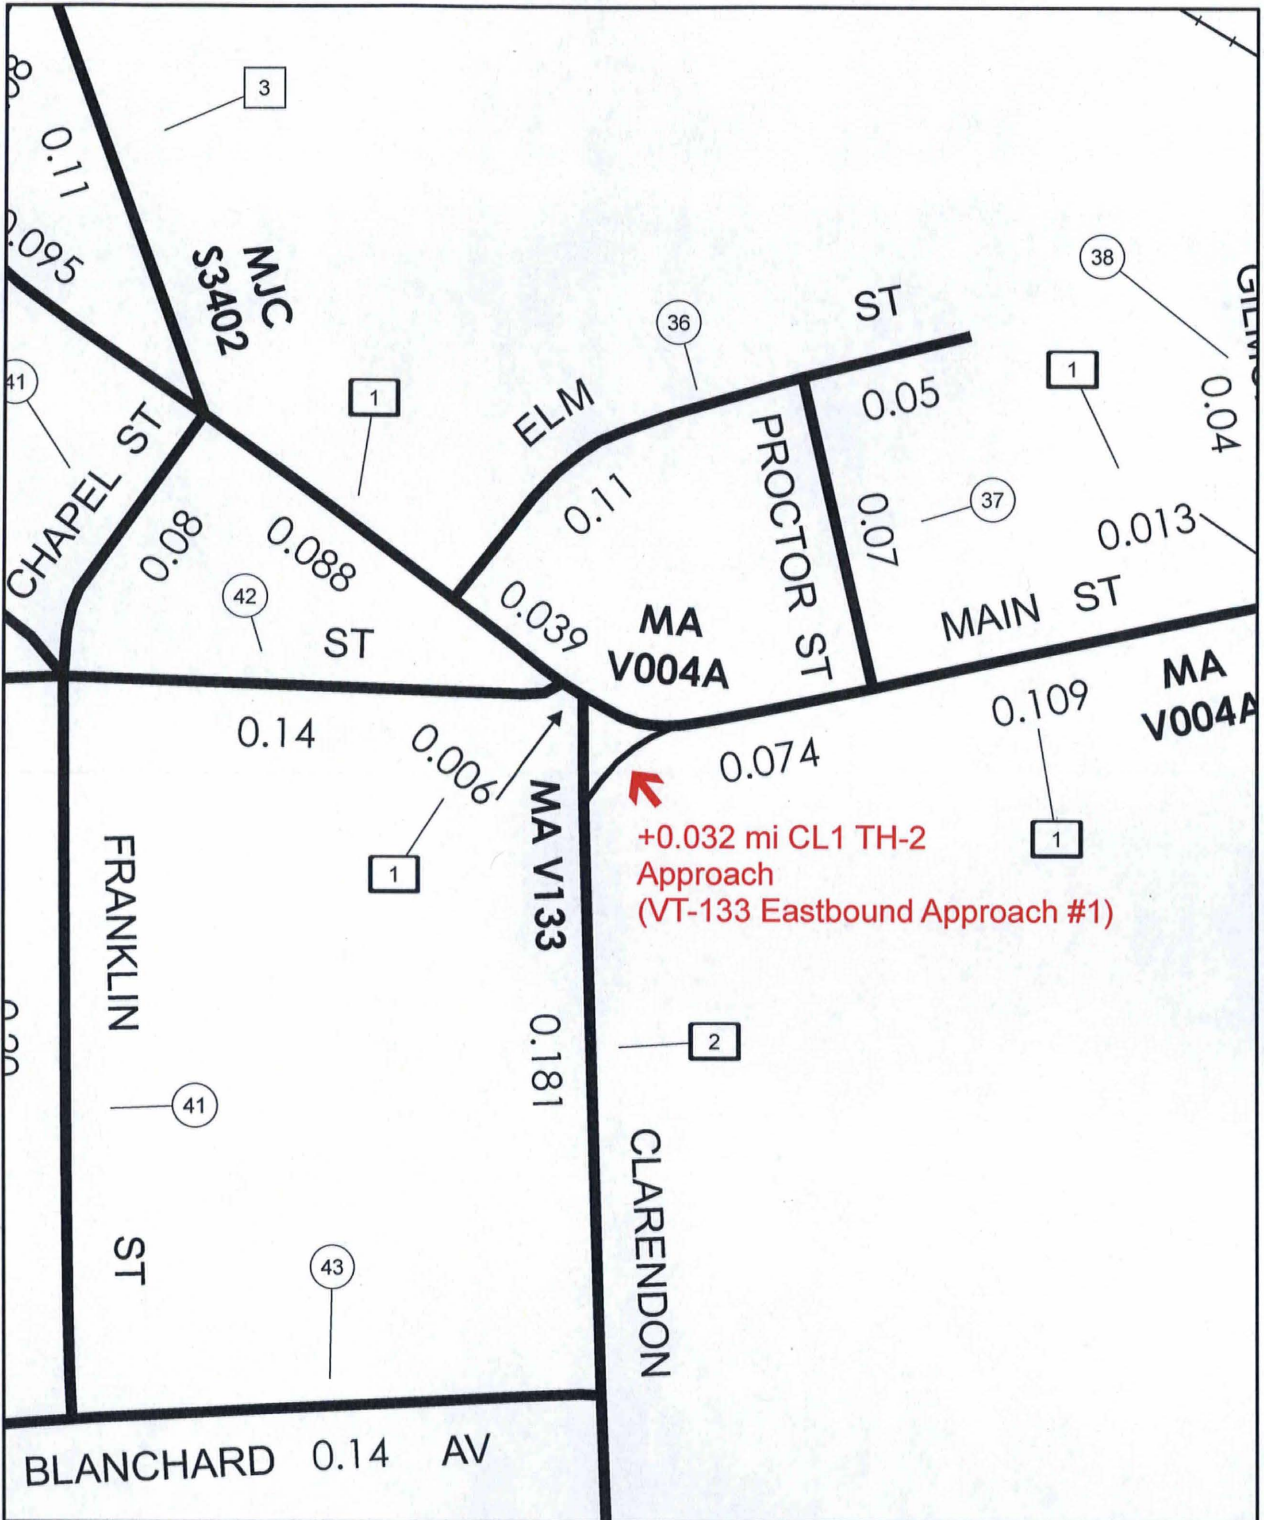 3
0.11
MJC
S3402
.095
38
GILM
36
ST
1
0.04
41
1
ELM
0.05
CHAPEL ST
PROCTOR ST
0.11
0.07
37
0.013
0.08
0.088
42
ST
0.039
MA
V004A
MAIN ST
MA
V004A
0.14
0.006
0.074
0.109
MA V133
1
1
+0.032 mi CL1 TH-2
Approach
(VT-133 Eastbound Approach #1)
FRANKLIN
0.181
2
41
CLARENDON
ST
43
BLANCHARD 0.14 AV